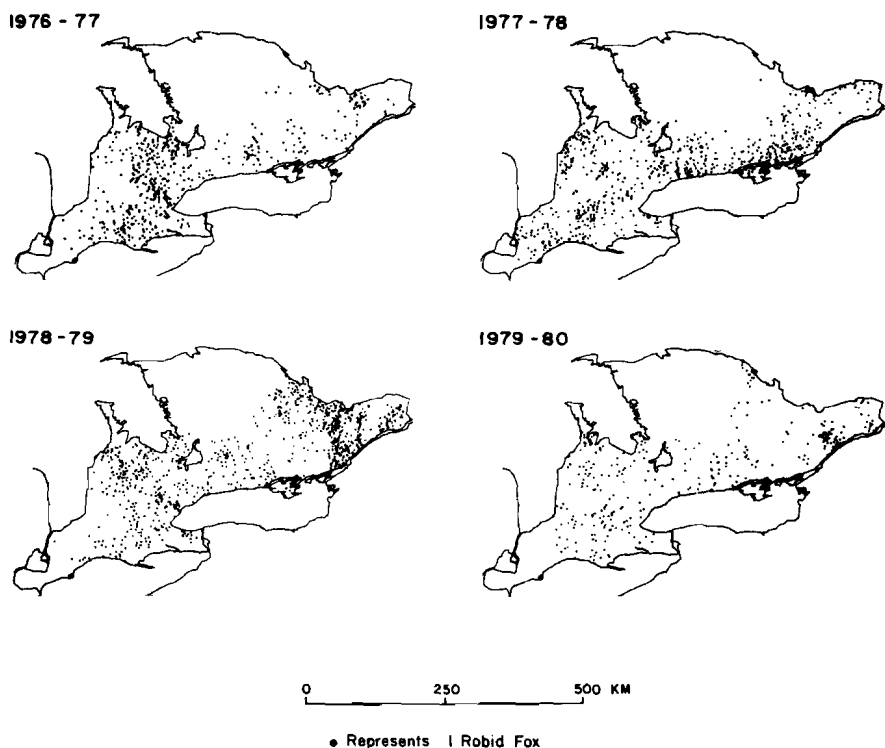 1976 - 77
1977 - 78
1978 - 79
1979 - 80
0 250 500 KM
● Represents 1 Robid Fox